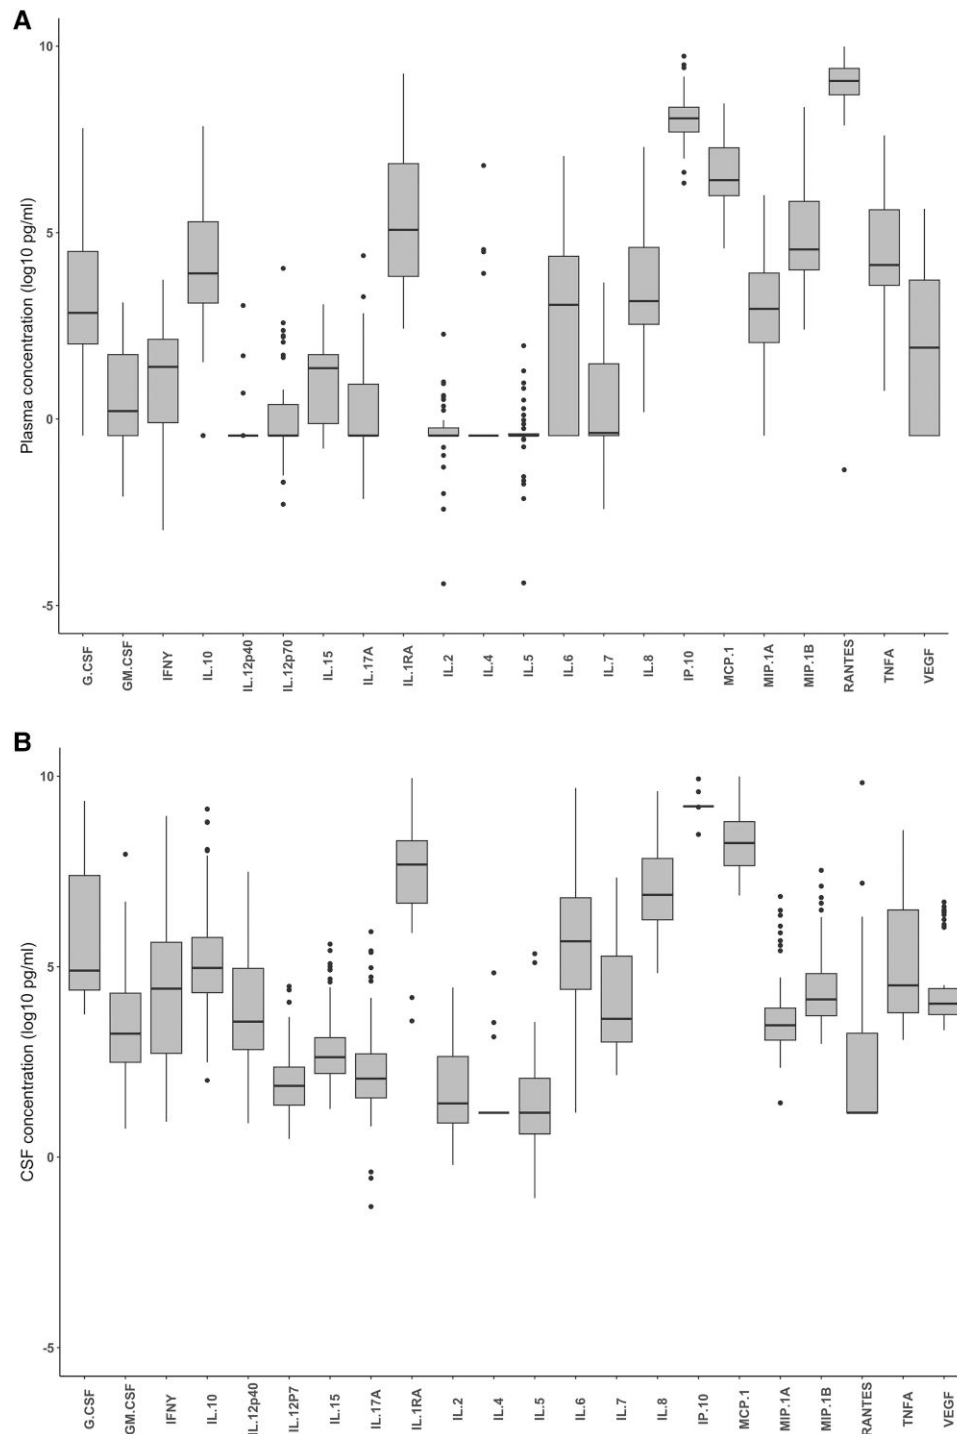 A
Plasma concentration (log10 pg/ml)
10
5
0
-5
G.CSF
GM.CSF
IFNY
IL.10
IL.12p40
IL.12p70
IL.15
IL.17A
IL.1RA
IL.2
IL.4
IL.5
IL.6
IL.7
IL.8
IP.10
MCP.1
MIP.1A
MIP.1B
RANTES
TNFA
VEGF
B
CSF concentration (log10 pg/ml)
10
5
0
-5
G.CSF
GM.CSF
IFNY
IL.10
IL.12p40
IL.12P7
IL.15
IL.17A
IL.1RA
IL.2
IL.4
IL.5
IL.6
IL.7
IL.8
IP.10
MCP.1
MIP.1A
MIP.1B
RANTES
TNFA
VEGF